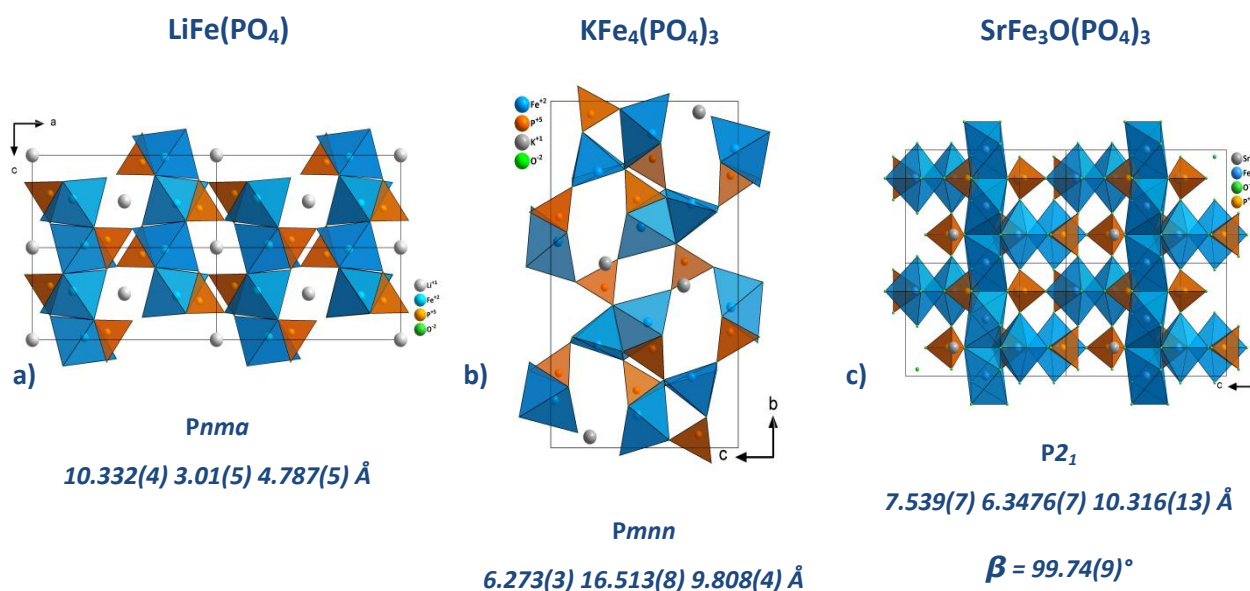 LiFe(PO4)
KFe4(PO4)3
SrFe3O(PO4)3
a
c
Li+1
Fe+2
P+5
O-2
a)
Pnma
10.332(4) 3.01(5) 4.787(5) Å
Fe+2
P+5
K+1
O-2
b)
b
c
Pmnn
6.273(3) 16.513(8) 9.808(4) Å
Sr
Fe
O-
P+
c)
c
P21
7.539(7) 6.3476(7) 10.316(13) Å
β = 99.74(9)°